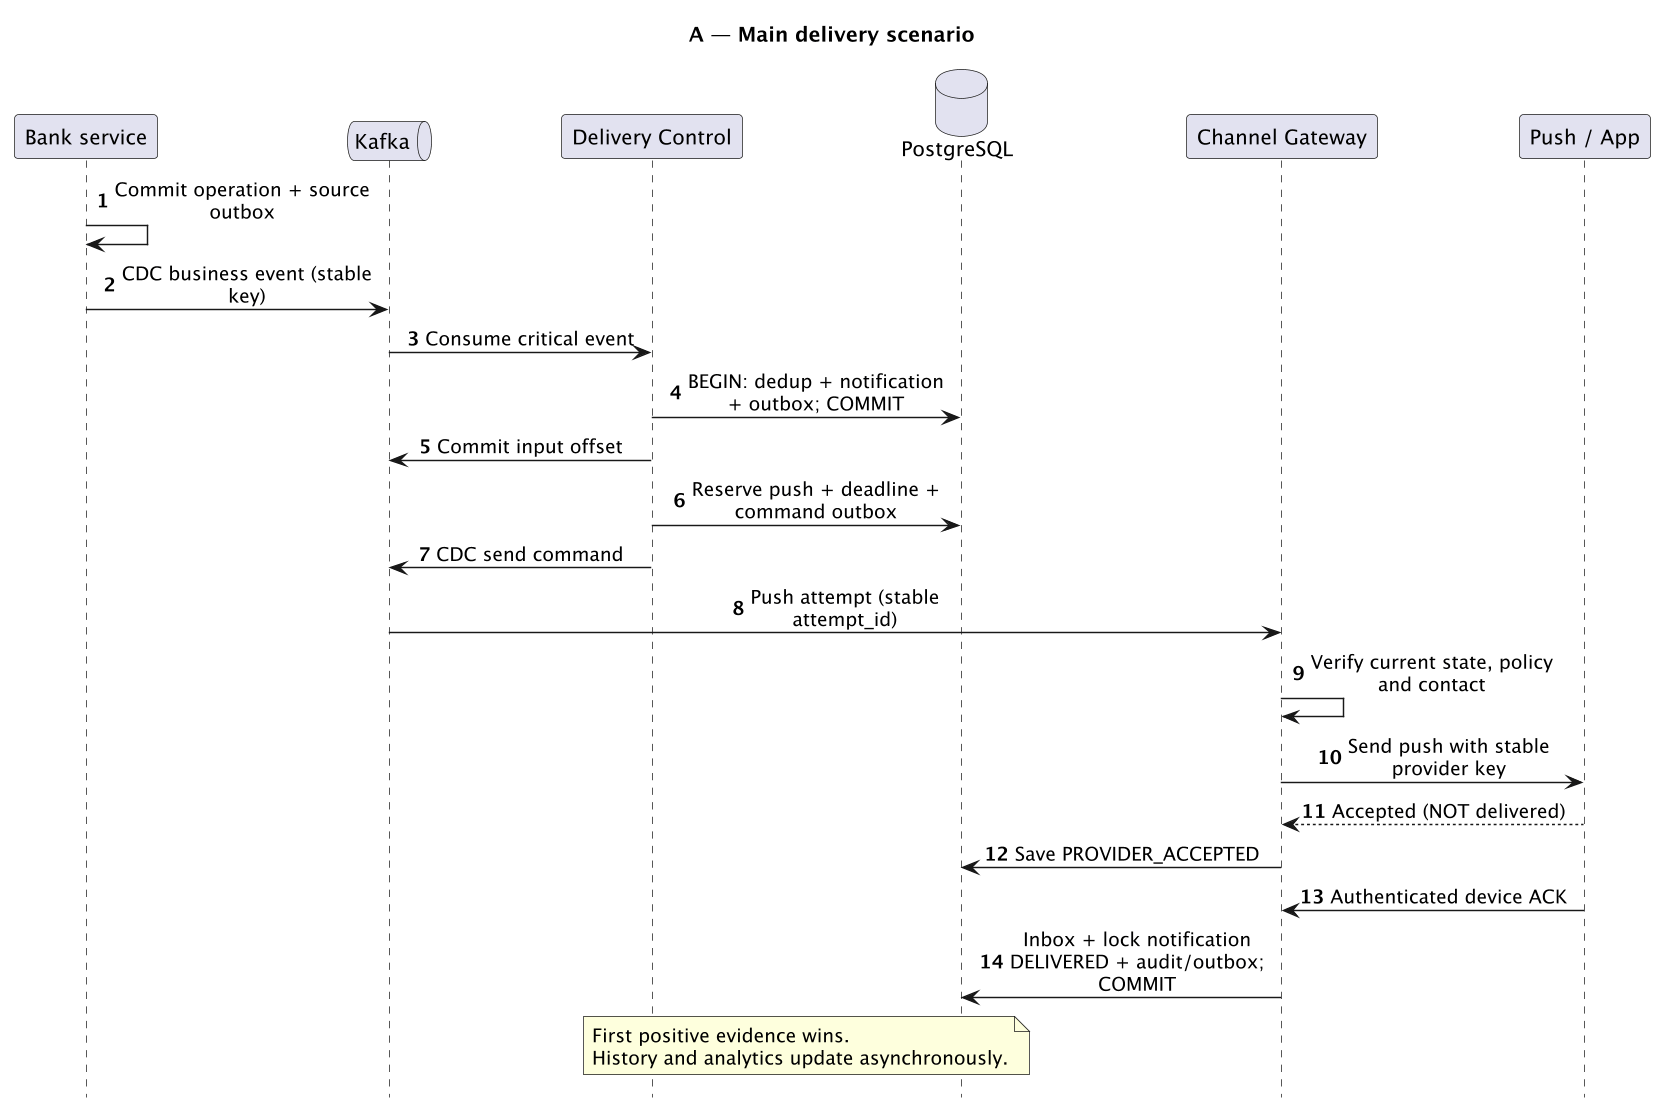 A — Main delivery scenario
Bank service
Kafka
Delivery Control
PostgreSQL
Channel Gateway
Push / App
1 Commit operation + source
outbox
2 CDC business event (stable
key)
3 Consume critical event
4 BEGIN: dedup + notification
+ outbox; COMMIT
5 Commit input offset
6 Reserve push + deadline +
command outbox
7 CDC send command
8 Push attempt (stable
attempt_id)
9 Verify current state, policy
and contact
10 Send push with stable
provider key
11 Accepted (NOT delivered)
12 Save PROVIDER_ACCEPTED
13 Authenticated device ACK
Inbox + lock notification
14 DELIVERED + audit/outbox;
COMMIT
First positive evidence wins.
History and analytics update asynchronously.